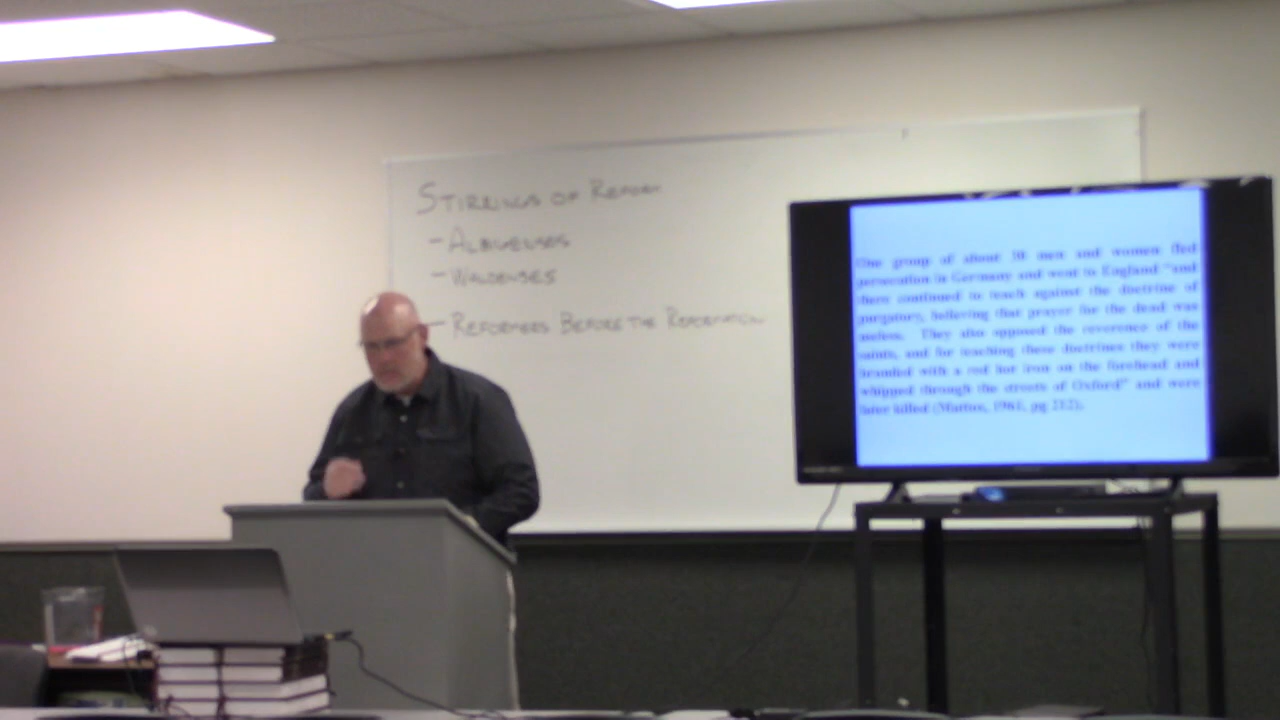 STIRRINGS OF REFORM
- ALBIGENSES
- WALDENSES
- REFORMERS BEFORE THE REFORMATION
One group of about 30 men and women fled
persecution in Germany and went to England "and
there continued to teach against the doctrine of
purgatory, believing that prayer for the dead was
useless. They also opposed the reverence of the
saints, and for teaching these doctrines they were
branded with a red hot iron on the forehead and
whipped through the streets of Oxford" and were
later killed (Mattox, 1961, pg 212).